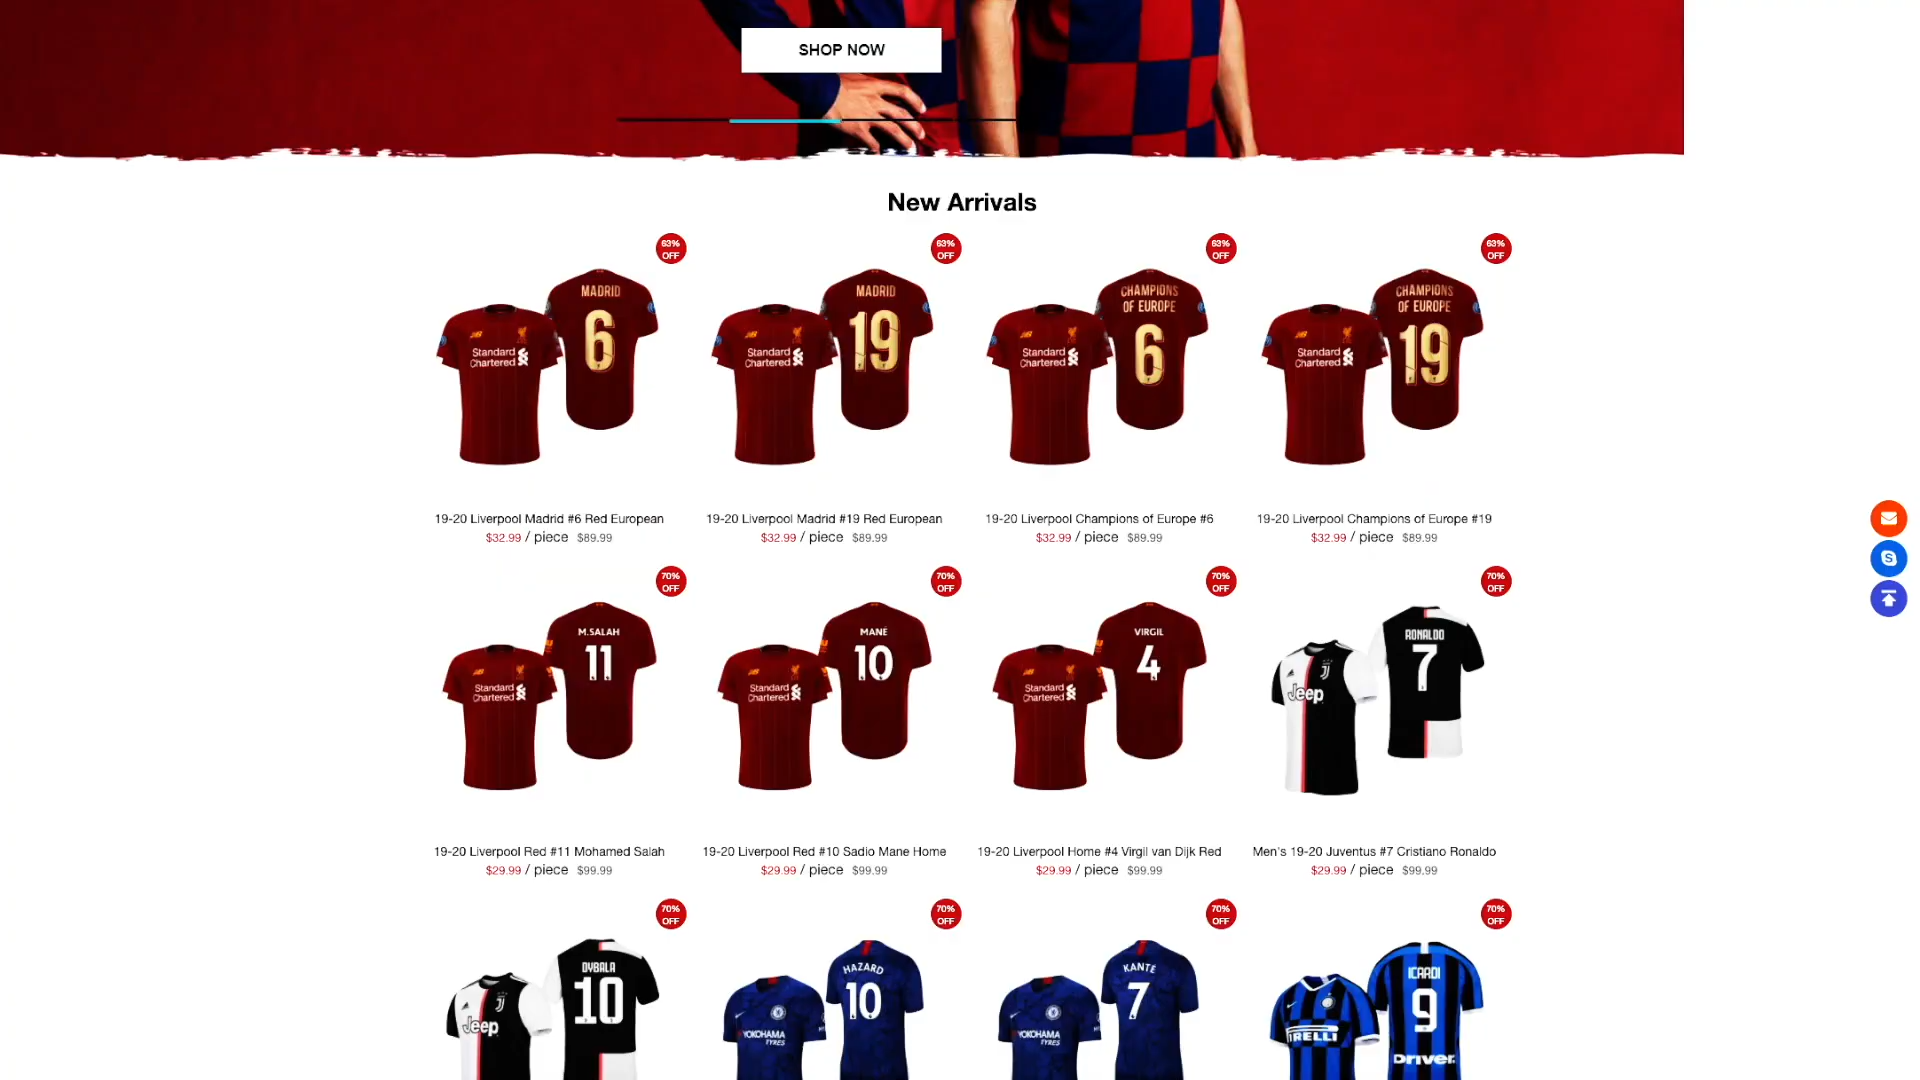 SHOP NOW
New Arrivals
63%
OFF
63%
OFF
63%
OFF
63%
OFF
MADRID
6
Standard
Chartered
MADRID
19
Standard
Chartered
CHAMPIONS
OF EUROPE
6
Standard
Chartered
CHAMPIONS
OF EUROPE
19
Standard
Chartered
19-20 Liverpool Madrid #6 Red European
$32.99 / piece $89.99
19-20 Liverpool Madrid #19 Red European
$32.99 / piece $89.99
19-20 Liverpool Champions of Europe #6
$32.99 / piece $89.99
19-20 Liverpool Champions of Europe #19
$32.99 / piece $89.99
70%
OFF
70%
OFF
70%
OFF
70%
OFF
M.SALAH
11
Standard
Chartered
MANÉ
10
Standard
Chartered
VIRGIL
4
Standard
Chartered
RONALDO
7
Jeep
19-20 Liverpool Red #11 Mohamed Salah
$29.99 / piece $99.99
19-20 Liverpool Red #10 Sadio Mane Home
$29.99 / piece $99.99
19-20 Liverpool Home #4 Virgil van Dijk Red
$29.99 / piece $99.99
Men's 19-20 Juventus #7 Cristiano Ronaldo
$29.99 / piece $99.99
70%
OFF
70%
OFF
70%
OFF
70%
OFF
DYBALA
10
Jeep
HAZARD
10
YOKOHAMA
TYRES
KANTÉ
7
YOKOHAMA
TYRES
ICARDI
9
PIRELLI
Driver